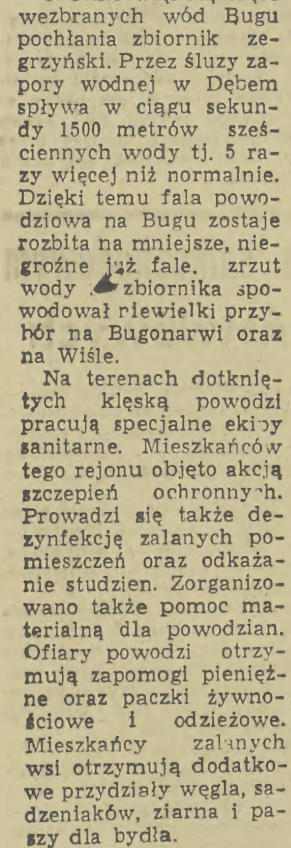 wezbranych wód Bugu
pochłania zbiornik ze-
grzyński. Przez śluzy za-
pory wodnej w Dębem
spływa w ciągu sekun-
dy 1500 metrów sześ-
ciennych wody tj. 5 ra-
zy więcej niż normalnie.
Dzięki temu fala powo-
dziowa na Bugu zostaje
rozbita na mniejsze, nie-
groźne już fale. zrzut
wody zbiornika spo-
wodował niewielki przy-
bór na Bugonarwi oraz
na Wiśle.
Na terenach dotknię-
tych klęską powodzi
pracują specjalne ekipy
sanitarne. Mieszkańców
tego rejonu objęto akcją
szczepień ochronnych.
Prowadzi się także de-
zynfekcję zalanych po-
mieszczeń oraz odkaża-
nie studzien. Zorganizo-
wano także pomoc ma-
terialną dla powodzian.
Ofiary powodzi otrzy-
mują zapomogi pienięż-
ne oraz paczki żywno-
ściowe i odzieżowe.
Mieszkańcy zalanych
wsi otrzymują dodatko-
we przydziały węgla, sa-
dzeniaków, ziarna i pa-
szy dla bydła.